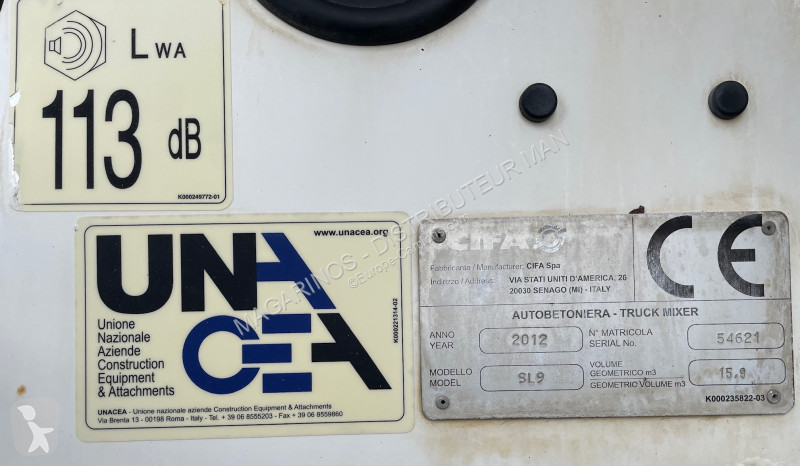 LWA
113 dB
K000249772-01
www.unacea.org
UNA
CEA
Unione
Nazionale
Aziende
Construction
Equipment
& Attachments
K000221314-02
UNACEA - Unione nazionale aziende Construction Equipment & Attachments
Via Brenta 13 - 00198 Roma - Italy - Tel. + 39 06 8555203 - Fax +39 06 8559860
MAGARINOS - DISTRIBUTEUR MAN
CIFA
CE
Fabbricante / Manufacturer: CIFA Spa
Indirizzo / Address: VIA STATI UNITI D'AMERICA, 26
20030 SENAGO (MI) - ITALY
AUTOBETONIERA - TRUCK MIXER
ANNO
YEAR
2012
N° MATRICOLA
SERIAL No.
54621
MODELLO
MODEL
SL9
VOLUME
GEOMETRICO m3
GEOMETRIO VOLUME m3
15.9
K000235822-03